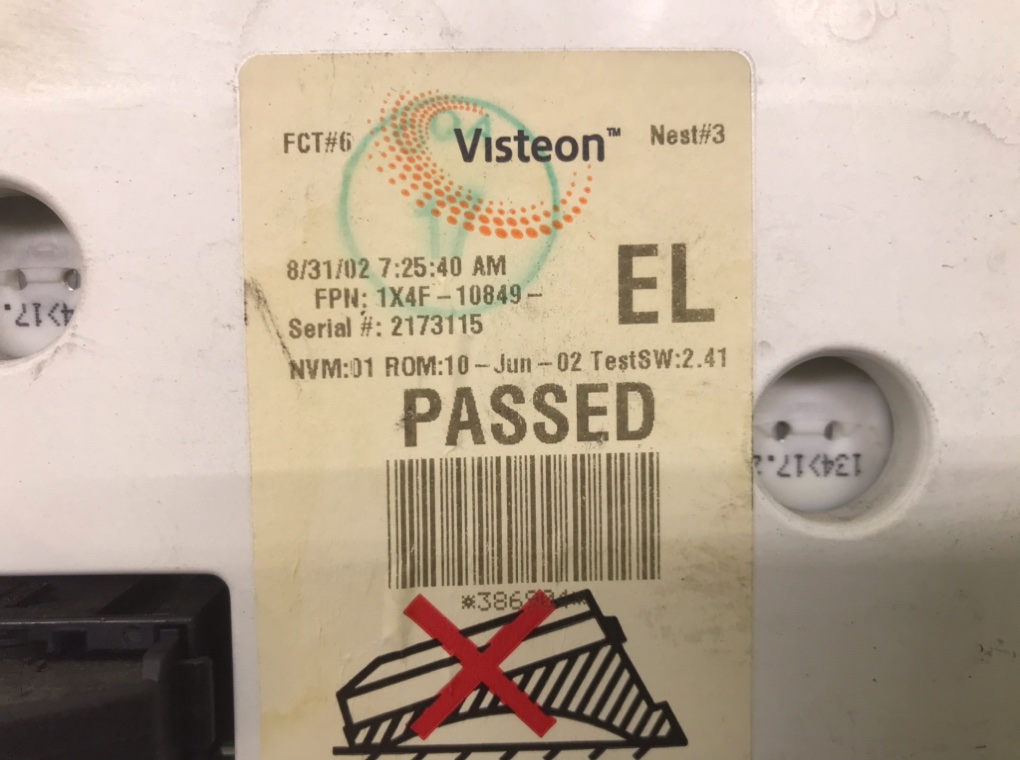 FCT#6 Visteon™ Nest#3
8/31/02 7:25:40 AM
EL
FPN: 1X4F-10849-
Serial #: 2173115
NVM:01 ROM:10-Jun-02 TestSW:2.41
PASSED